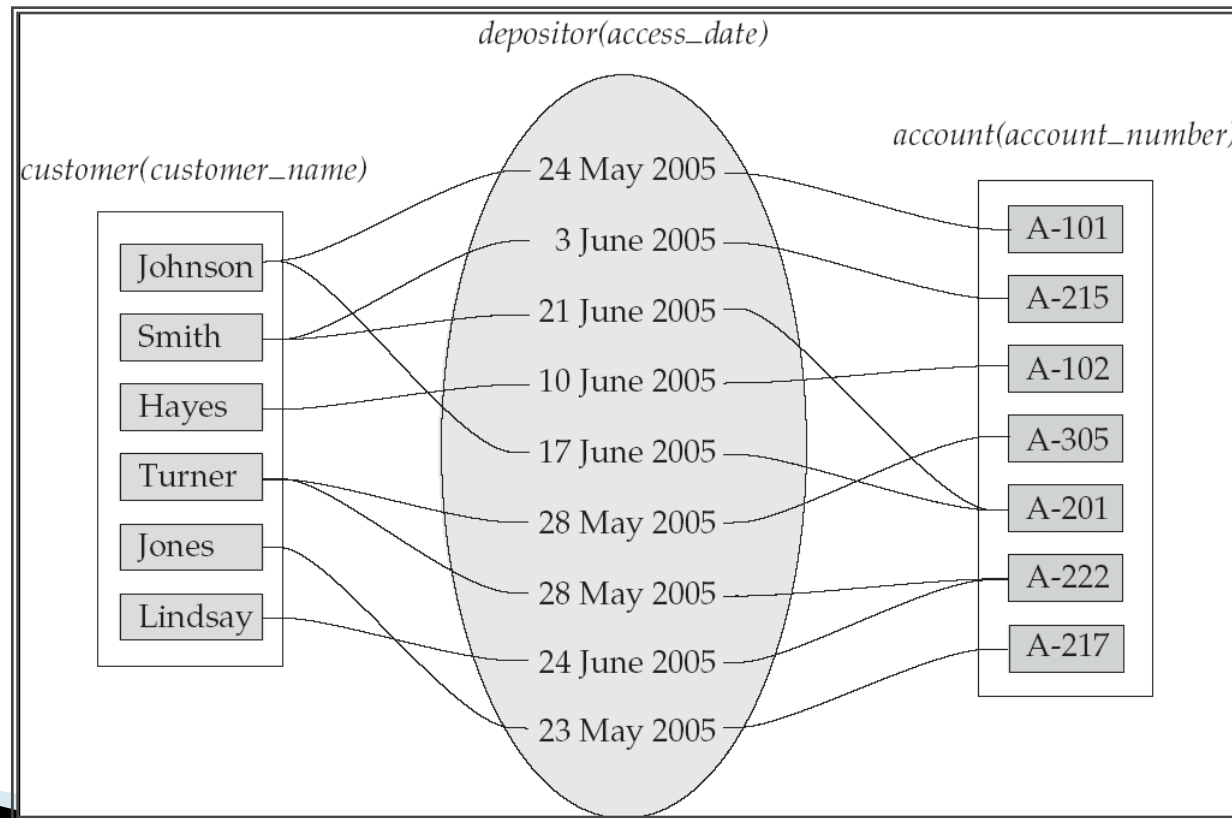 depositor(access_date)
customer(customer_name)
account(account_number)
Johnson
Smith
Hayes
Turner
Jones
Lindsay
24 May 2005
3 June 2005
21 June 2005
10 June 2005
17 June 2005
28 May 2005
28 May 2005
24 June 2005
23 May 2005
A-101
A-215
A-102
A-305
A-201
A-222
A-217